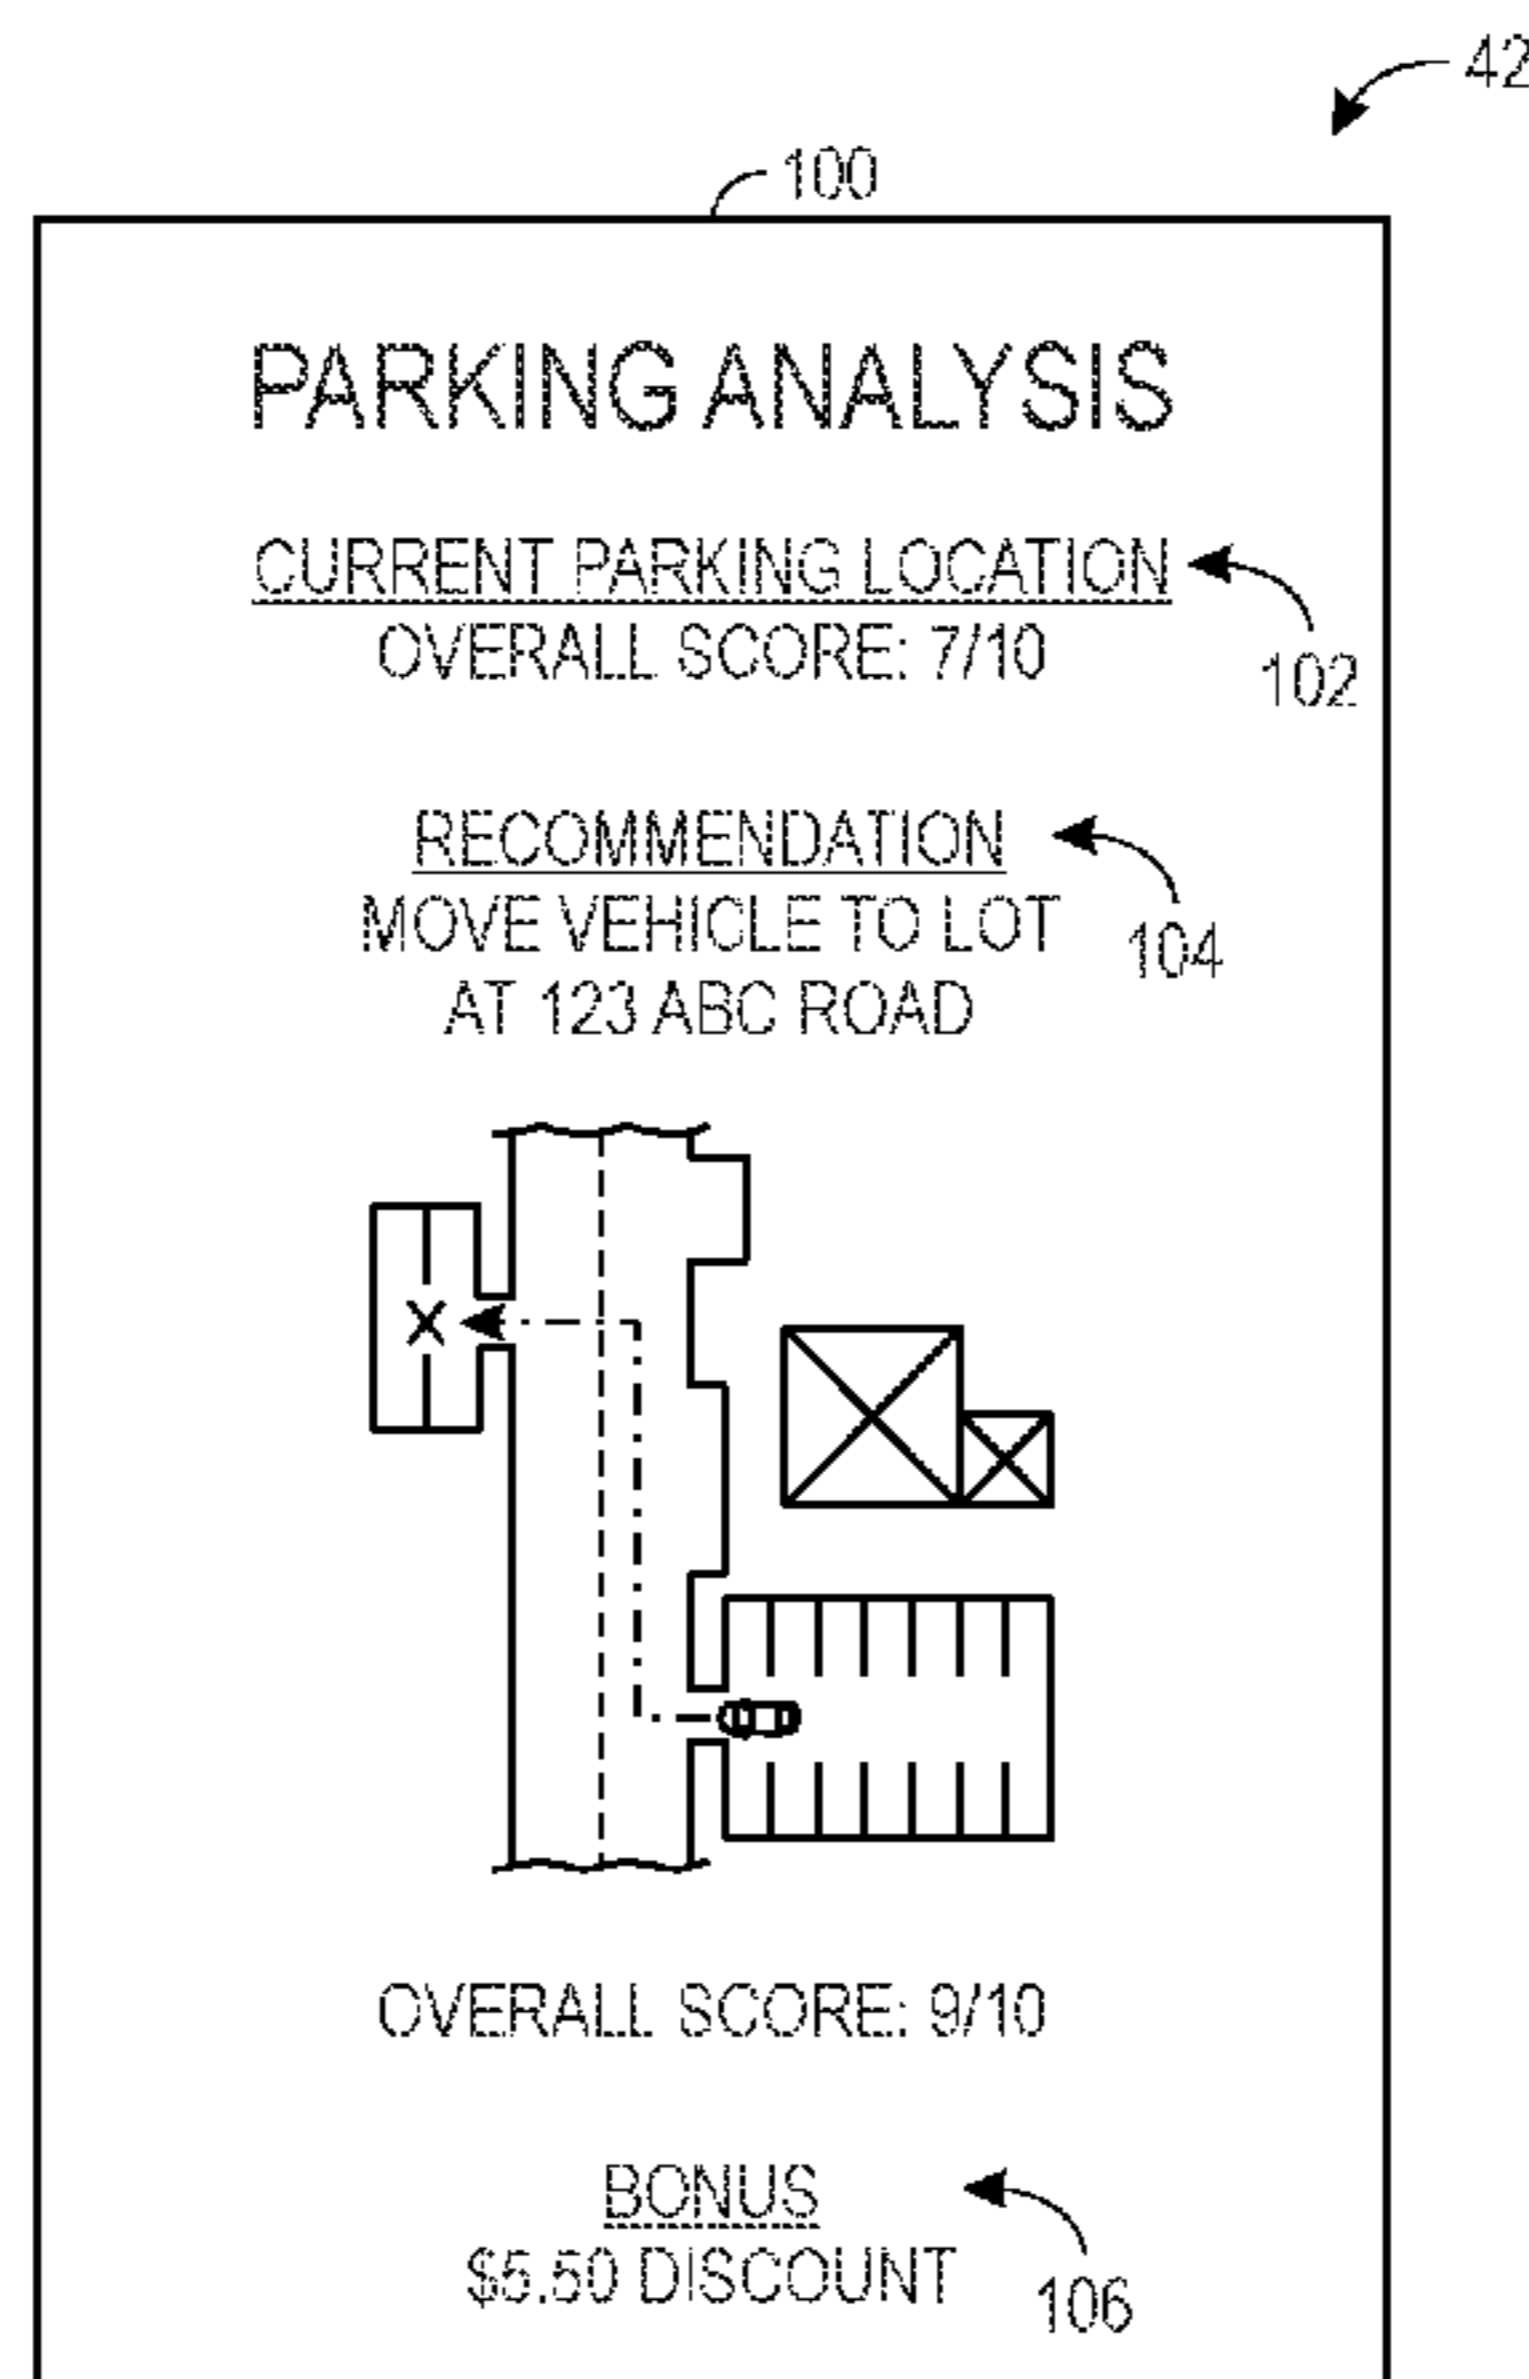 42
100
PARKING ANALYSIS
CURRENT PARKING LOCATION
OVERALL SCORE: 7/10
102
RECOMMENDATION
MOVE VEHICLE TO LOT
104
AT 123 ABC ROAD
X
OVERALL SCORE: 9/10
BONUS
$5.50 DISCOUNT
106